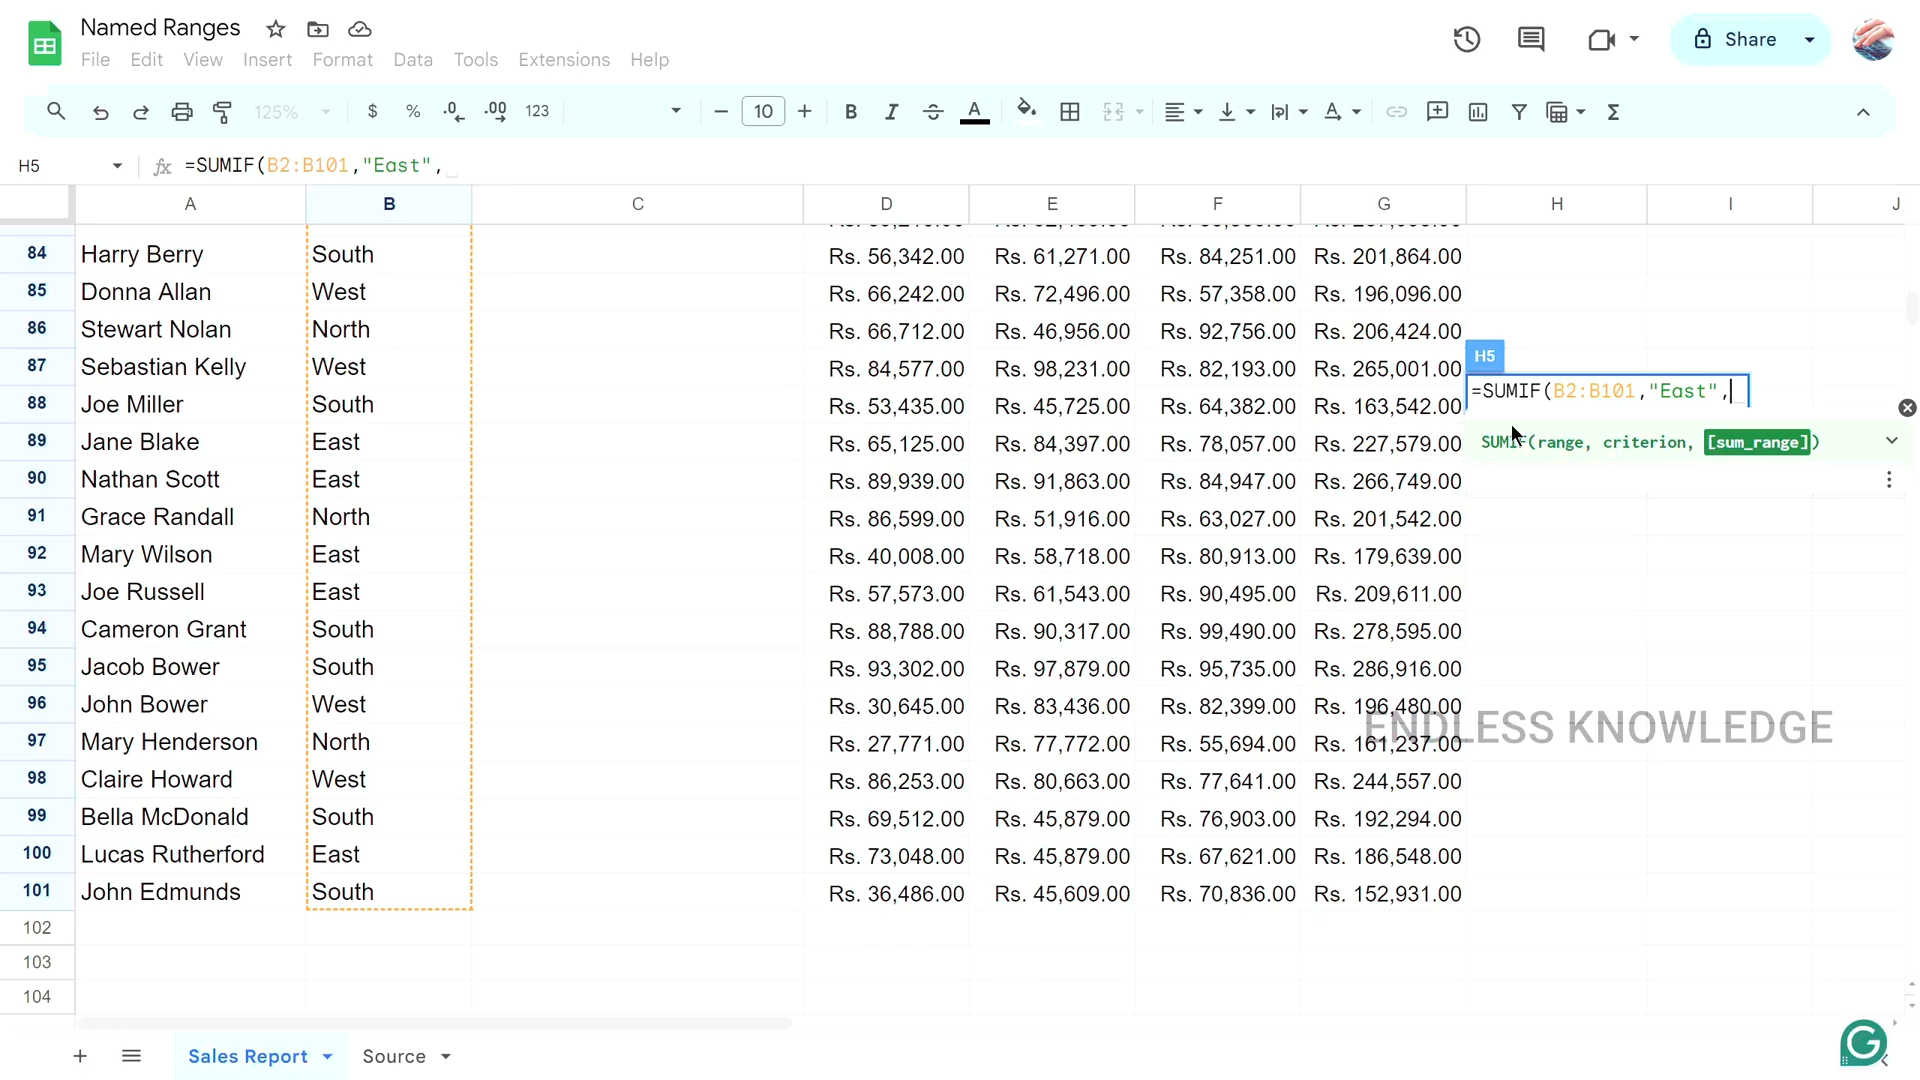 Named Ranges
File Edit View Insert Format Data Tools Extensions Help
Share
125% $ % .0 .00 123 10 B I A Σ
H5 fx =SUMIF(B2:B101,"East",
A B C D E F G H I J
84 Harry Berry South Rs. 56,342.00 Rs. 61,271.00 Rs. 84,251.00 Rs. 201,864.00
85 Donna Allan West Rs. 66,242.00 Rs. 72,496.00 Rs. 57,358.00 Rs. 196,096.00
86 Stewart Nolan North Rs. 66,712.00 Rs. 46,956.00 Rs. 92,756.00 Rs. 206,424.00
H5
87 Sebastian Kelly West Rs. 84,577.00 Rs. 98,231.00 Rs. 82,193.00 Rs. 265,001.00
88 Joe Miller South Rs. 53,435.00 Rs. 45,725.00 Rs. 64,382.00 Rs. 163,542.00 =SUMIF(B2:B101,"East",
89 Jane Blake East Rs. 65,125.00 Rs. 84,397.00 Rs. 78,057.00 Rs. 227,579.00 SUMIF(range, criterion, [sum_range])
90 Nathan Scott East Rs. 89,939.00 Rs. 91,863.00 Rs. 84,947.00 Rs. 266,749.00
91 Grace Randall North Rs. 86,599.00 Rs. 51,916.00 Rs. 63,027.00 Rs. 201,542.00
92 Mary Wilson East Rs. 40,008.00 Rs. 58,718.00 Rs. 80,913.00 Rs. 179,639.00
93 Joe Russell East Rs. 57,573.00 Rs. 61,543.00 Rs. 90,495.00 Rs. 209,611.00
94 Cameron Grant South Rs. 88,788.00 Rs. 90,317.00 Rs. 99,490.00 Rs. 278,595.00
95 Jacob Bower South Rs. 93,302.00 Rs. 97,879.00 Rs. 95,735.00 Rs. 286,916.00
96 John Bower West Rs. 30,645.00 Rs. 83,436.00 Rs. 82,399.00 Rs. 196,480.00
ENDLESS KNOWLEDGE
97 Mary Henderson North Rs. 27,771.00 Rs. 77,772.00 Rs. 55,694.00 Rs. 161,237.00
98 Claire Howard West Rs. 86,253.00 Rs. 80,663.00 Rs. 77,641.00 Rs. 244,557.00
99 Bella McDonald South Rs. 69,512.00 Rs. 45,879.00 Rs. 76,903.00 Rs. 192,294.00
100 Lucas Rutherford East Rs. 73,048.00 Rs. 45,879.00 Rs. 67,621.00 Rs. 186,548.00
101 John Edmunds South Rs. 36,486.00 Rs. 45,609.00 Rs. 70,836.00 Rs. 152,931.00
102
103
104
Sales Report Source